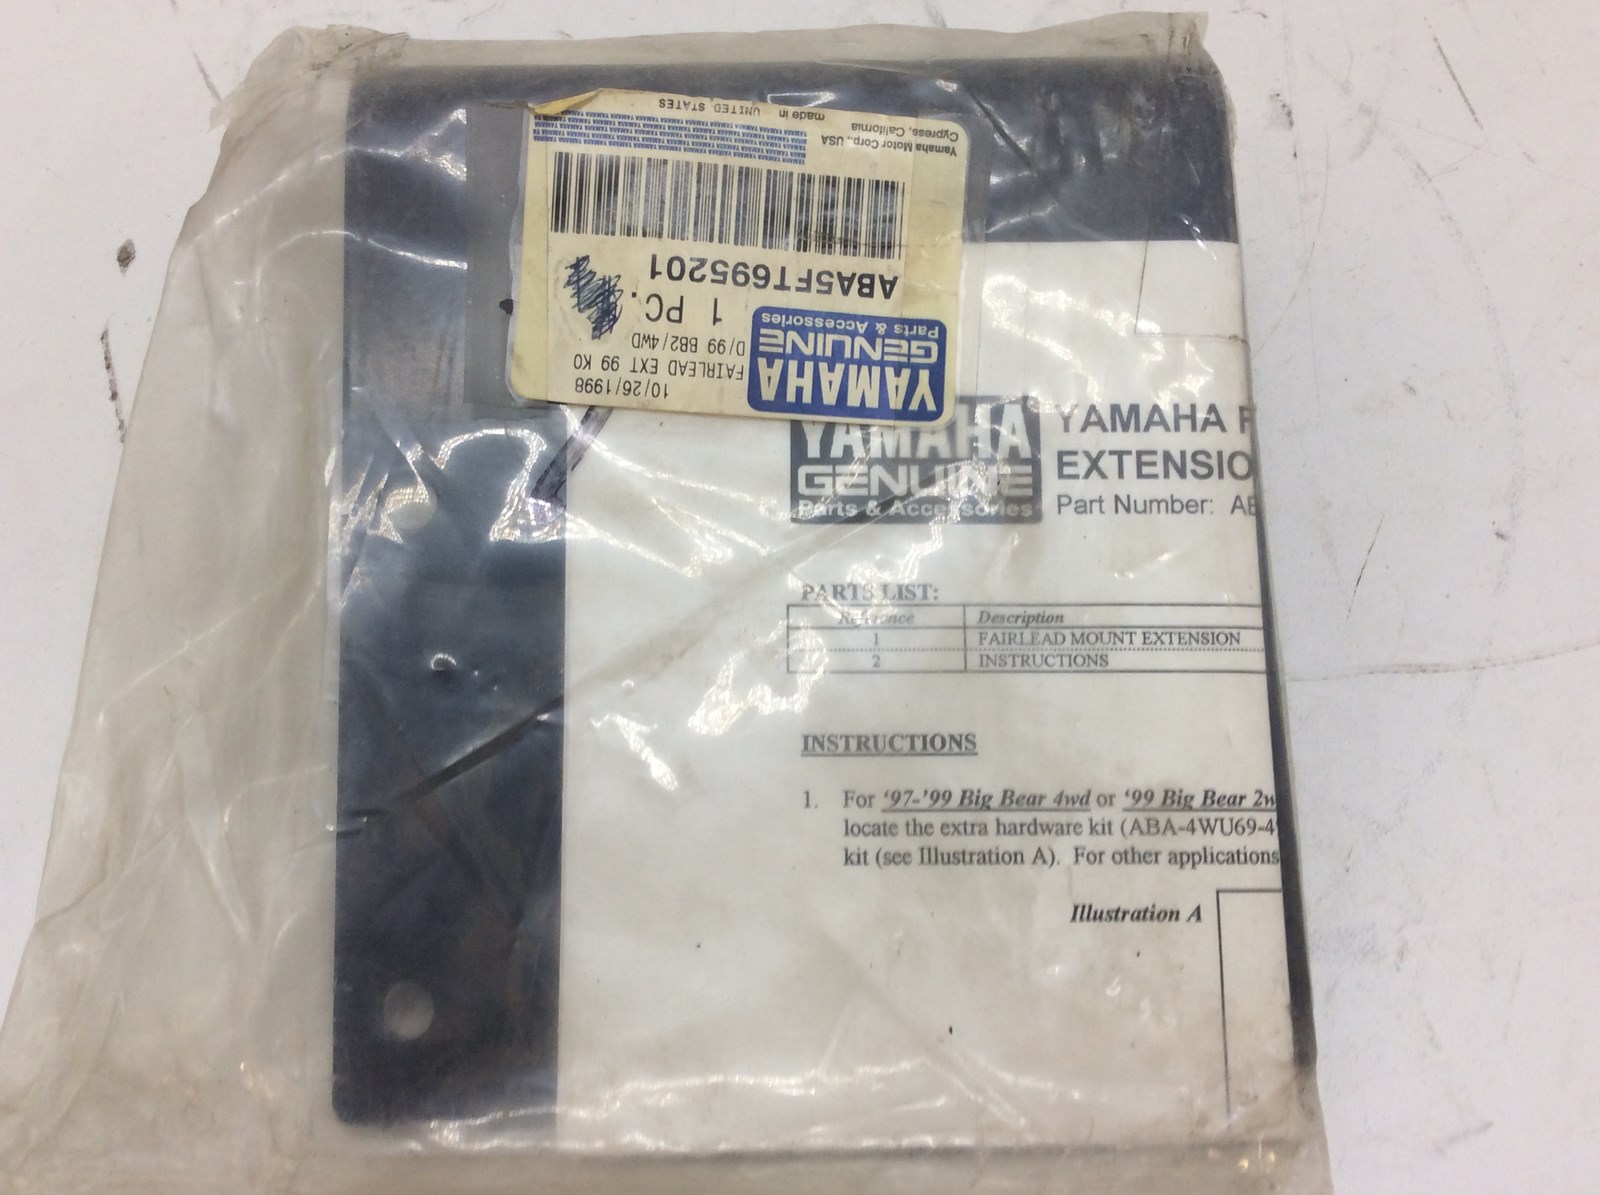 YAMAHA
GENUINE
Parts & Accessories
10/26/1998
FAIRLEAD EXT 99 KO
D/99 BB2/4WD
1 PC.
ABA5FT695201
Yamaha Motor Corp., USA
Cypress, California
made in UNITED STATES
YAMAHA
GENUINE
Parts & Accessories
YAMAHA F
EXTENSIO
Part Number: AB
PARTS LIST:
Reference Description
1 FAIRLEAD MOUNT EXTENSION
2 INSTRUCTIONS
INSTRUCTIONS
1. For '97-'99 Big Bear 4wd or '99 Big Bear 2w
locate the extra hardware kit (ABA-4WU69-4
kit (see Illustration A). For other applications
Illustration A